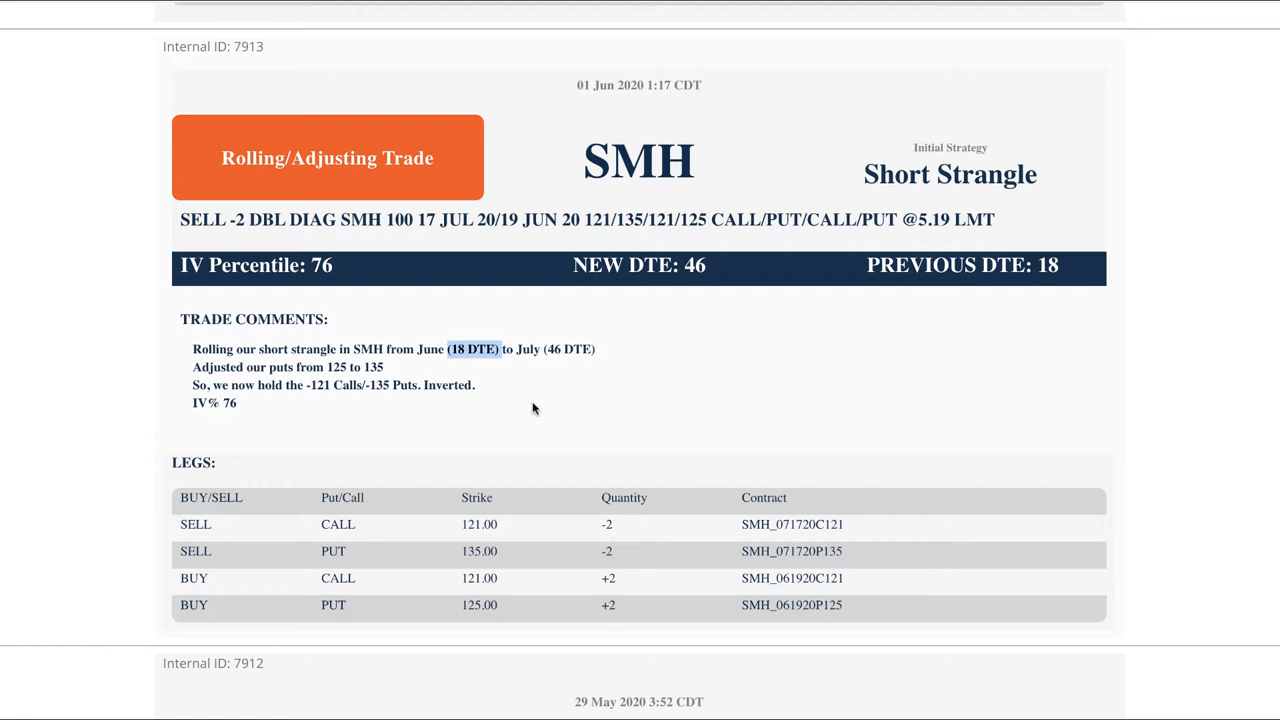 Internal ID: 7913
01 Jun 2020 1:17 CDT
Rolling/Adjusting Trade
SMH
Initial Strategy
Short Strangle
SELL -2 DBL DIAG SMH 100 17 JUL 20/19 JUN 20 121/135/121/125 CALL/PUT/CALL/PUT @5.19 LMT
IV Percentile: 76 NEW DTE: 46 PREVIOUS DTE: 18
TRADE COMMENTS:
Rolling our short strangle in SMH from June (18 DTE) to July (46 DTE)
Adjusted our puts from 125 to 135
So, we now hold the -121 Calls/-135 Puts. Inverted.
IV% 76
LEGS:
BUY/SELL Put/Call Strike Quantity Contract
SELL CALL 121.00 -2 SMH_071720C121
SELL PUT 135.00 -2 SMH_071720P135
BUY CALL 121.00 +2 SMH_061920C121
BUY PUT 125.00 +2 SMH_061920P125
Internal ID: 7912
29 May 2020 3:52 CDT